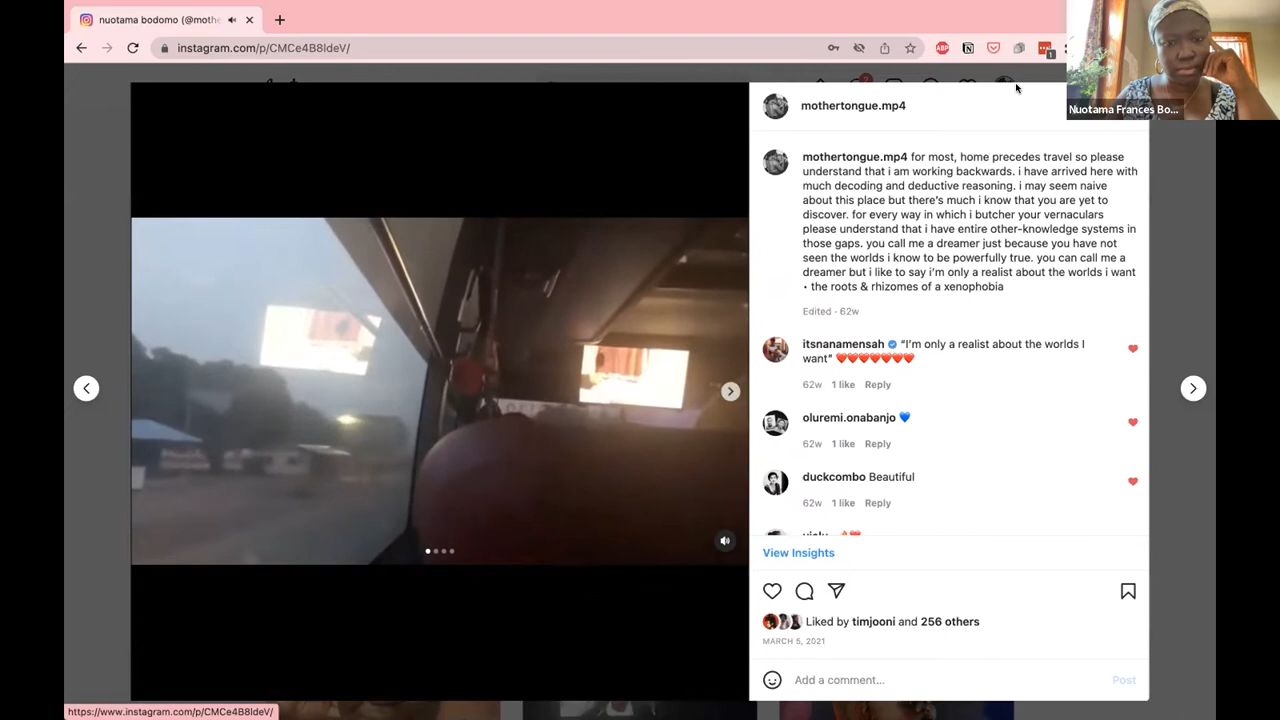 nuotama bodomo (@mothe
instagram.com/p/CMCe4B8IdeV/
ABP
1
Nuotama Frances Bo...
mothertongue.mp4
mothertongue.mp4 for most, home precedes travel so please
understand that i am working backwards. i have arrived here with
much decoding and deductive reasoning. i may seem naive
about this place but there's much i know that you are yet to
discover. for every way in which i butcher your vernaculars
please understand that i have entire other-knowledge systems in
those gaps. you call me a dreamer just because you have not
seen the worlds i know to be powerfully true. you can call me a
dreamer but i like to say i'm only a realist about the worlds i want
• the roots & rhizomes of a xenophobia
Edited · 62w
itsnanamensah “I'm only a realist about the worlds I
want” ❤️❤️❤️❤️❤️❤️❤️
62w 1 like Reply
oluremi.onabanjo 💙
62w 1 like Reply
duckcombo Beautiful
62w 1 like Reply
View Insights
Liked by timjooni and 256 others
MARCH 5, 2021
Add a comment...
Post
https://www.instagram.com/p/CMCe4B8IdeV/